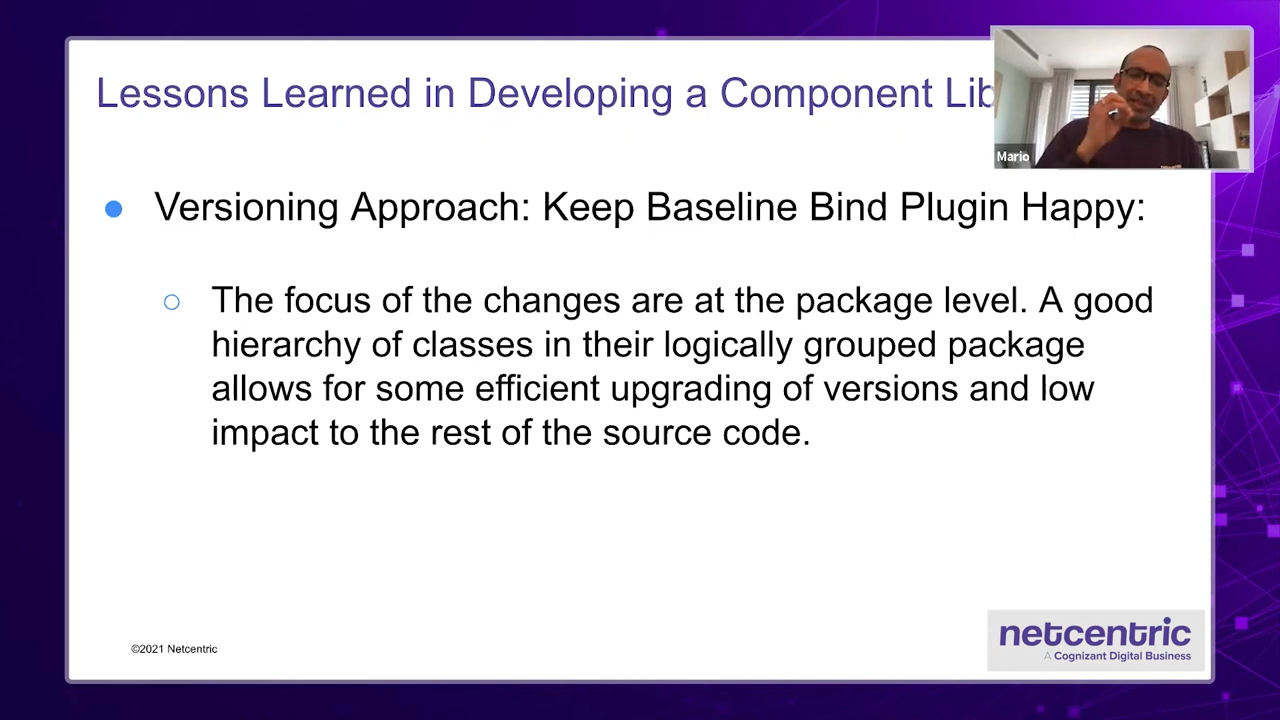 Lessons Learned in Developing a Component Lib
Mario
Versioning Approach: Keep Baseline Bind Plugin Happy:
The focus of the changes are at the package level. A good
hierarchy of classes in their logically grouped package
allows for some efficient upgrading of versions and low
impact to the rest of the source code.
©2021 Netcentric
netcentric
A Cognizant Digital Business